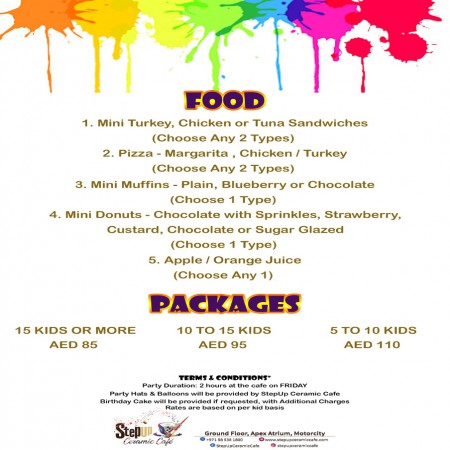 FOOD
1. Mini Turkey, Chicken or Tuna Sandwiches
(Choose Any 2 Types)
2. Pizza - Margarita , Chicken / Turkey
(Choose Any 2 Types)
3. Mini Muffins - Plain, Blueberry or Chocolate
(Choose 1 Type)
4. Mini Donuts - Chocolate with Sprinkles, Strawberry,
Custard, Chocolate or Sugar Glazed
(Choose 1 Type)
5. Apple / Orange Juice
(Choose Any 1)
PACKAGES
15 KIDS OR MORE
AED 85
10 TO 15 KIDS
AED 95
5 TO 10 KIDS
AED 110
TERMS & CONDITIONS*
Party Duration: 2 hours at the cafe on FRIDAY
Party Hats & Balloons will be provided by StepUp Ceramic Cafe
Birthday Cake will be provided if requested, with Additional Charges
Rates are based on per kid basis
StepUp
Ceramic Café
Ground Floor, Apex Atrium, Motorcity
www.stepupceramiccafe.com
StepUpCeramicCafe
stepupceramiccafe